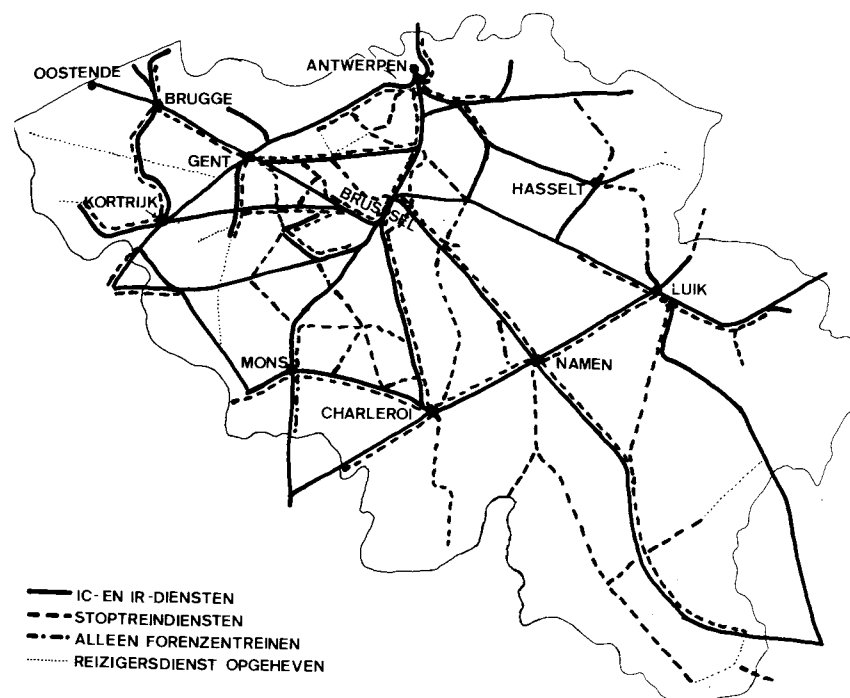 ANTWERPEN
OOSTENDE
BRUGGE
GENT
HASSELT
BRUSSEL
KORTRIJK
LUIK
MONS
NAMEN
CHARLEROI
IC- EN IR-DIENSTEN
STOPTREINDIENSTEN
ALLEEN FORENZENTREINEN
REIZIGERSDIENST OPGEHEVEN